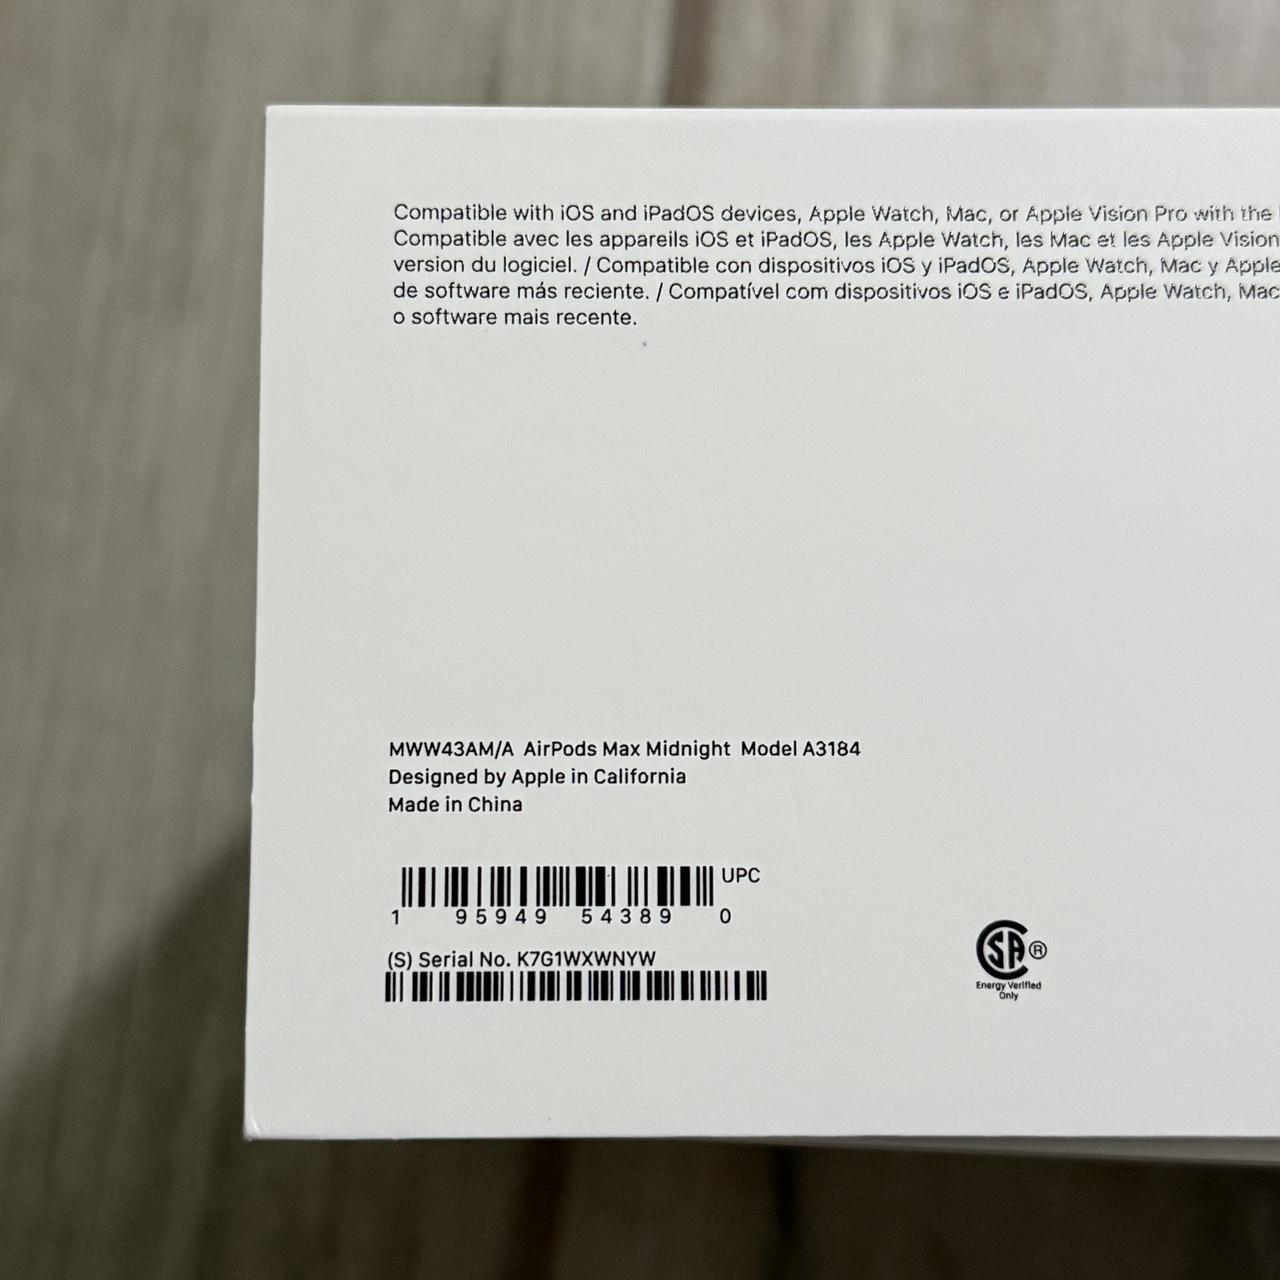 Compatible with iOS and iPadOS devices, Apple Watch, Mac, or Apple Vision Pro with the
Compatible avec les appareils iOS et iPadOS, les Apple Watch, les Mac et les Apple Vision
version du logiciel. / Compatible con dispositivos iOS y iPadOS, Apple Watch, Mac y Apple
de software más reciente. / Compatível com dispositivos iOS e iPadOS, Apple Watch, Mac
o software mais recente.
MWW43AM/A AirPods Max Midnight Model A3184
Designed by Apple in California
Made in China
UPC
1 95949 54389 0
(S) Serial No. K7G1WXWNYW
SA ®
Energy Verified
Only